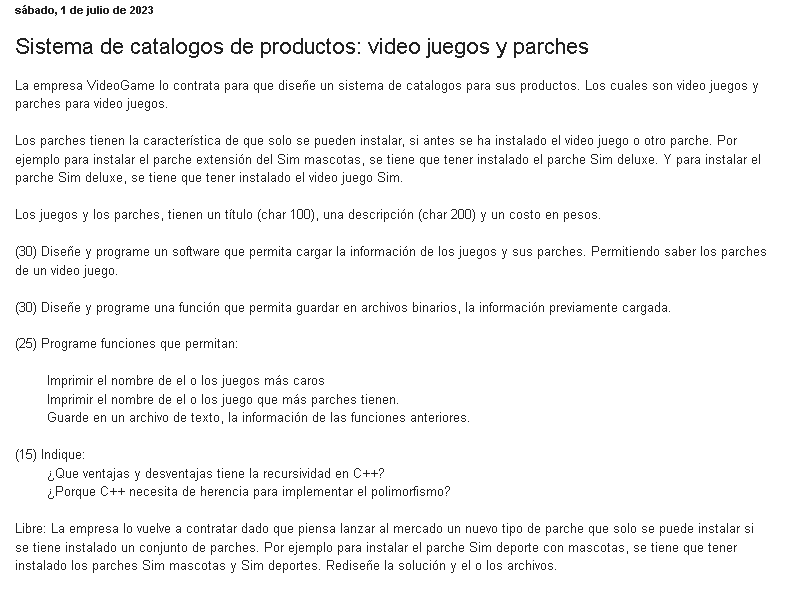 sábado, 1 de julio de 2023
Sistema de catalogos de productos: video juegos y parches
La empresa VideoGame lo contrata para que diseñe un sistema de catalogos para sus productos. Los cuales son video juegos y
parches para video juegos.
Los parches tienen la característica de que solo se pueden instalar, si antes se ha instalado el video juego o otro parche. Por
ejemplo para instalar el parche extensión del Sim mascotas, se tiene que tener instalado el parche Sim deluxe. Y para instalar el
parche Sim deluxe, se tiene que tener instalado el video juego Sim.
Los juegos y los parches, tienen un título (char 100), una descripción (char 200) y un costo en pesos.
(30) Diseñe y programe un software que permita cargar la información de los juegos y sus parches. Permitiendo saber los parches
de un video juego.
(30) Diseñe y programe una función que permita guardar en archivos binarios, la información previamente cargada.
(25) Programe funciones que permitan:
Imprimir el nombre de el o los juegos más caros
Imprimir el nombre de el o los juego que más parches tienen.
Guarde en un archivo de texto, la información de las funciones anteriores.
(15) Indique:
¿Que ventajas y desventajas tiene la recursividad en C++?
¿Porque C++ necesita de herencia para implementar el polimorfismo?
Libre: La empresa lo vuelve a contratar dado que piensa lanzar al mercado un nuevo tipo de parche que solo se puede instalar si
se tiene instalado un conjunto de parches. Por ejemplo para instalar el parche Sim deporte con mascotas, se tiene que tener
instalado los parches Sim mascotas y Sim deportes. Rediseñe la solución y el o los archivos.